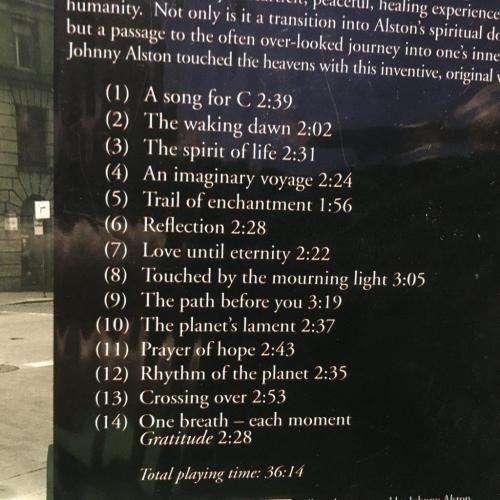 peaceful, healing experience
humanity. Not only is it a transition into Alston's spiritual
but a passage to the often over-looked journey into one's
Johnny Alston touched the heavens with this inventive, original
(1) A song for C 2:39
(2) The waking dawn 2:02
(3) The spirit of life 2:31
(4) An imaginary voyage 2:24
(5) Trail of enchantment 1:56
(6) Reflection 2:28
(7) Love until eternity 2:22
(8) Touched by the mourning light 3:05
(9) The path before you 3:19
(10) The planet's lament 2:37
(11) Prayer of hope 2:43
(12) Rhythm of the planet 2:35
(13) Crossing over 2:53
(14) One breath – each moment
Gratitude 2:28
Total playing time: 36:14